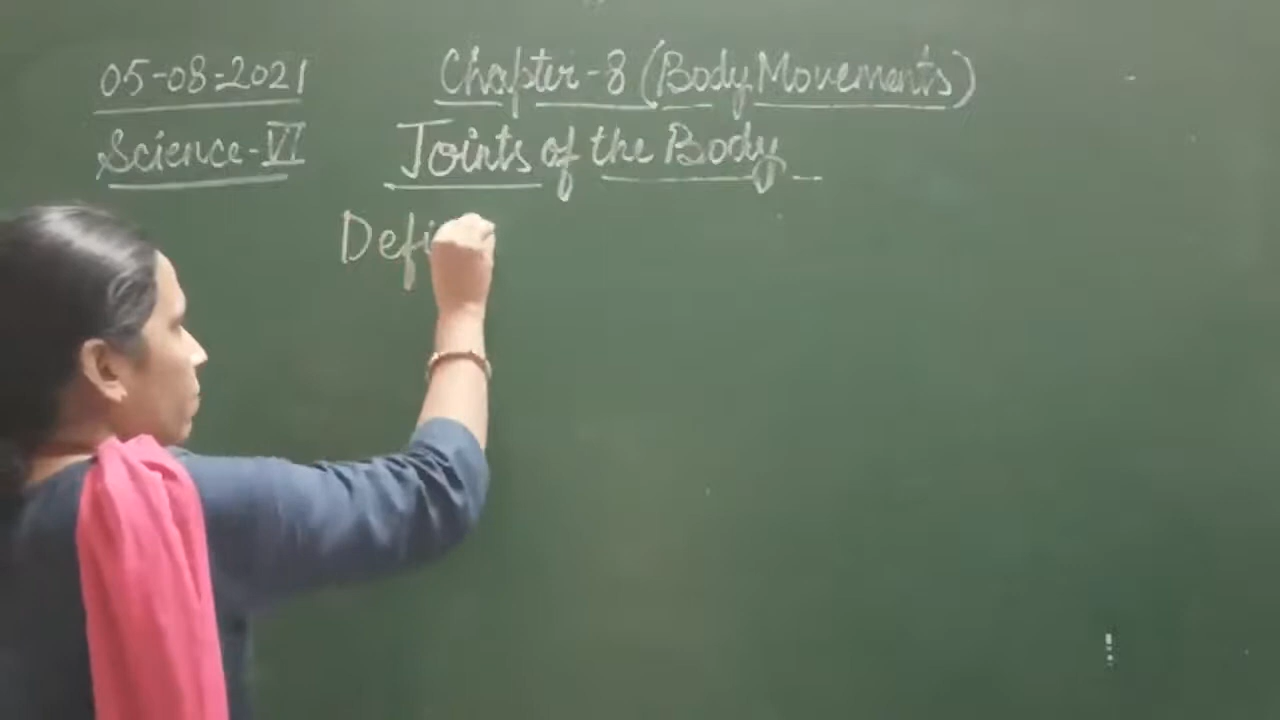 05-08-2021 Chapter-8 (Body Movements)
Science-VI Joints of the Body
Defi